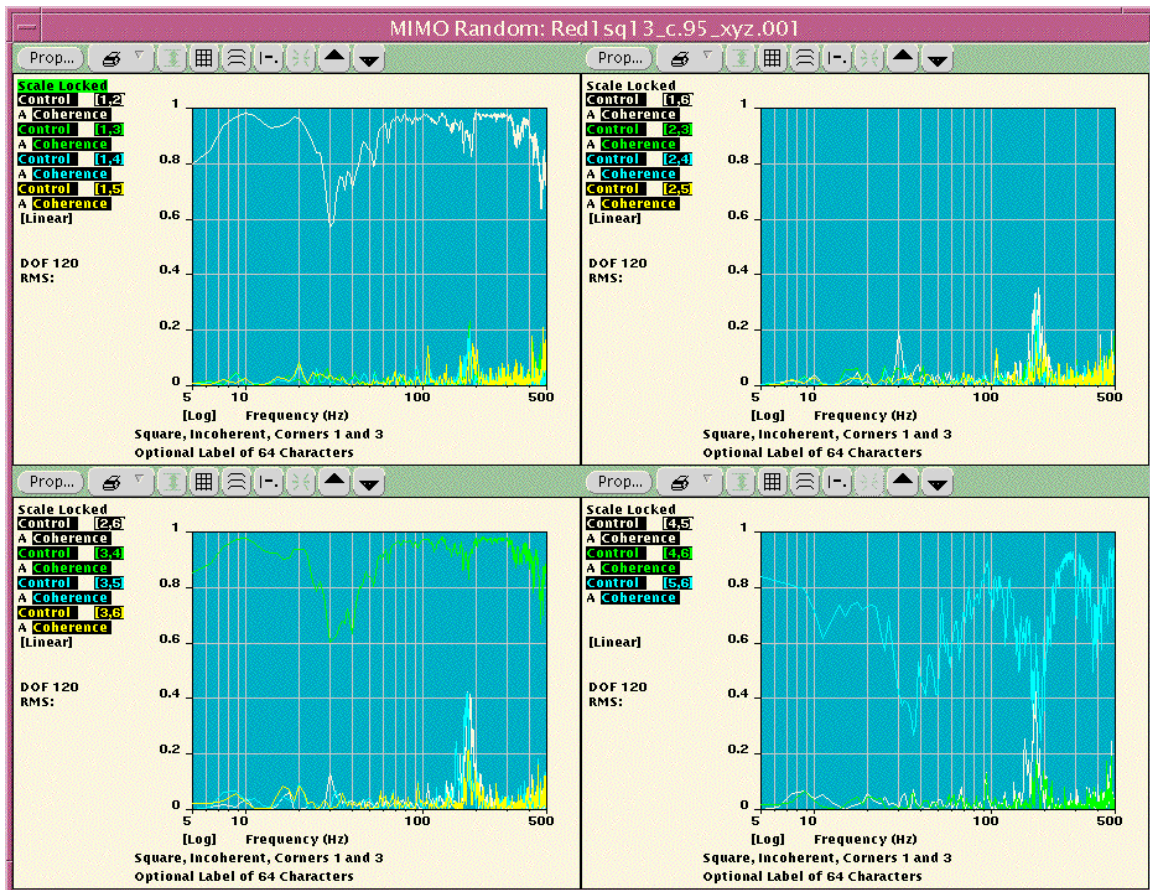 MIMO Random: Red1sq13_c.95_xyz.001
Prop...
Scale Locked
Control [1,2]
A Coherence
Control [1,3]
A Coherence
Control [1,4]
A Coherence
Control [1,5]
A Coherence
[Linear]
DOF 120
RMS:
1
0.8
0.6
0.4
0.2
0
5 10 100 500
[Log] Frequency (Hz)
Square, Incoherent, Corners 1 and 3
Optional Label of 64 Characters
Prop...
Scale Locked
Control [1,6]
A Coherence
Control [2,3]
A Coherence
Control [2,4]
A Coherence
Control [2,5]
A Coherence
[Linear]
DOF 120
RMS:
1
0.8
0.6
0.4
0.2
0
5 10 100 500
[Log] Frequency (Hz)
Square, Incoherent, Corners 1 and 3
Optional Label of 64 Characters
Prop...
Scale Locked
Control [2,6]
A Coherence
Control [3,4]
A Coherence
Control [3,5]
A Coherence
Control [3,6]
A Coherence
[Linear]
DOF 120
RMS:
1
0.8
0.6
0.4
0.2
0
5 10 100 500
[Log] Frequency (Hz)
Square, Incoherent, Corners 1 and 3
Optional Label of 64 Characters
Prop...
Scale Locked
Control [4,5]
A Coherence
Control [4,6]
A Coherence
Control [5,6]
A Coherence
[Linear]
DOF 120
RMS:
1
0.8
0.6
0.4
0.2
0
5 10 100 500
[Log] Frequency (Hz)
Square, Incoherent, Corners 1 and 3
Optional Label of 64 Characters